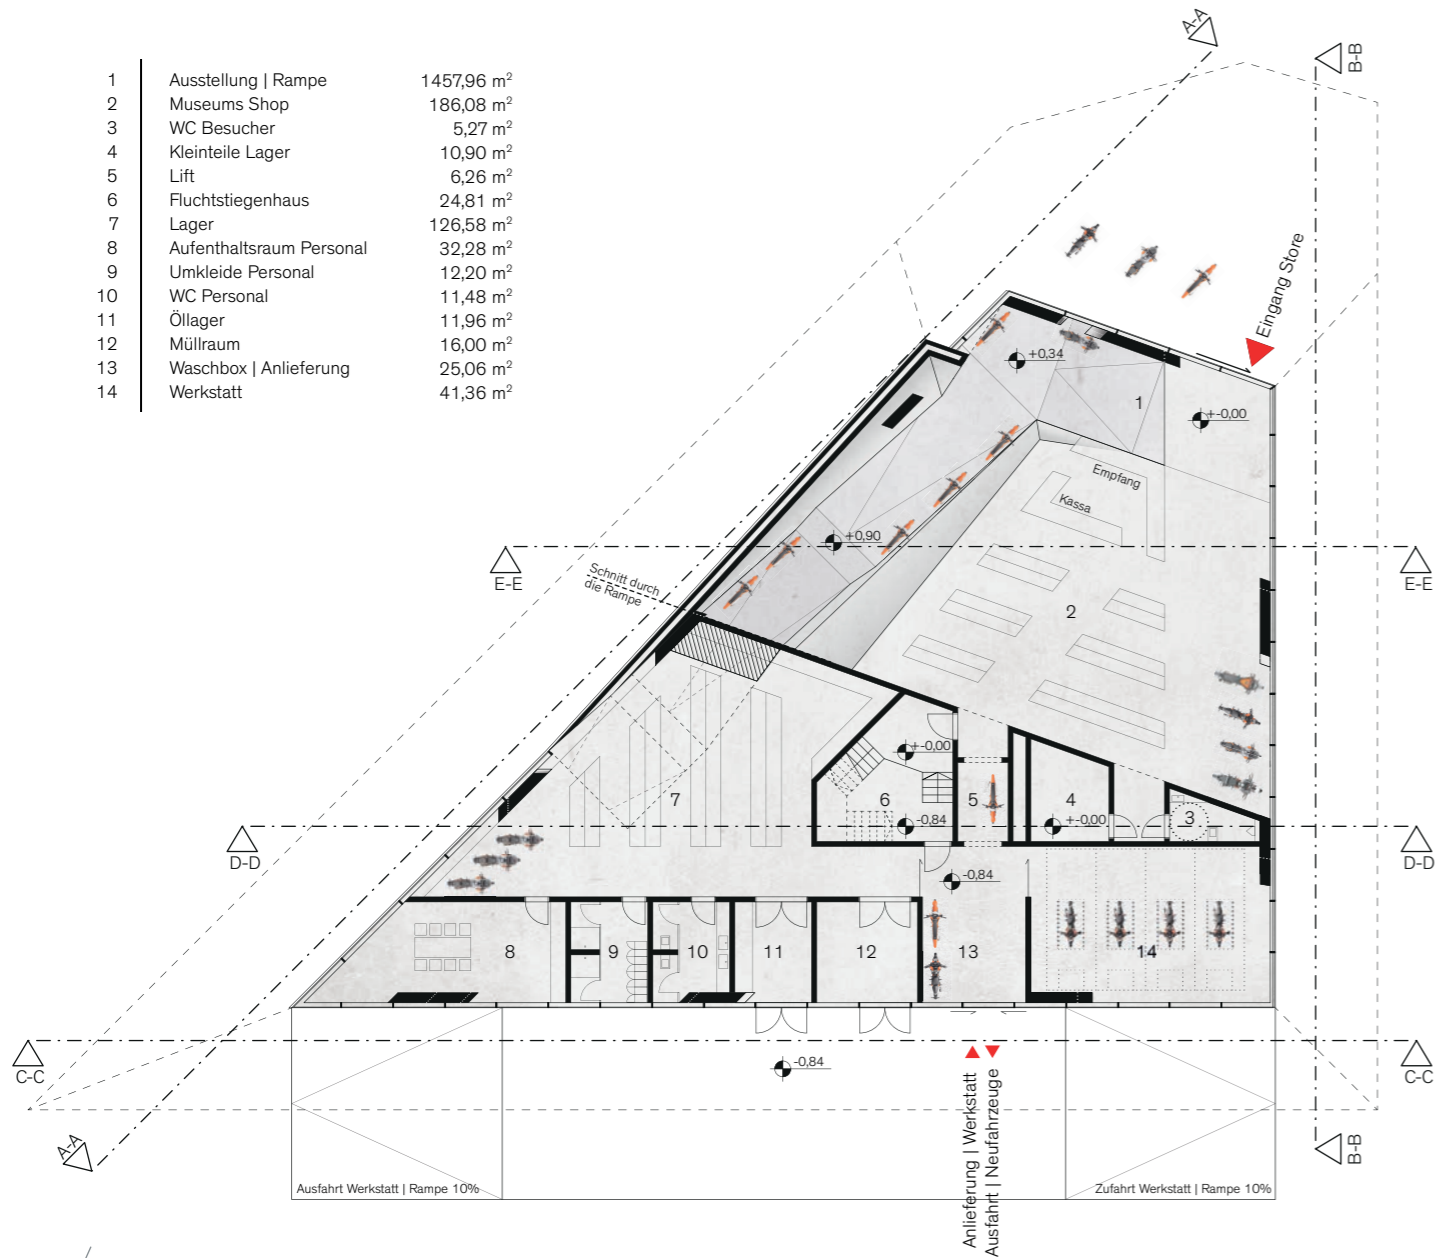 1 Ausstellung | Rampe 1457,96 m²
2 Museums Shop 186,08 m²
3 WC Besucher 5,27 m²
4 Kleinteile Lager 10,90 m²
5 Lift 6,26 m²
6 Fluchtstiegenhaus 24,81 m²
7 Lager 126,58 m²
8 Aufenthaltsraum Personal 32,28 m²
9 Umkleide Personal 12,20 m²
10 WC Personal 11,48 m²
11 Öllager 11,96 m²
12 Müllraum 16,00 m²
13 Waschbox | Anlieferung 25,06 m²
14 Werkstatt 41,36 m²
A-A
B-B
Eingang Store
+0,34
1
+-0,00
Empfang
Kassa
+0,90
E-E
E-E
Schnitt durch
die Rampe
2
+-0,00
7
6
5
4
3
-0,84
+-0,00
D-D
D-D
-0,84
8
9
10
11
12
13
14
C-C
C-C
-0,84
A-A
B-B
Anlieferung | Werkstatt
Ausfahrt | Neufahrzeuge
Ausfahrt Werkstatt | Rampe 10%
Zufahrt Werkstatt | Rampe 10%
/